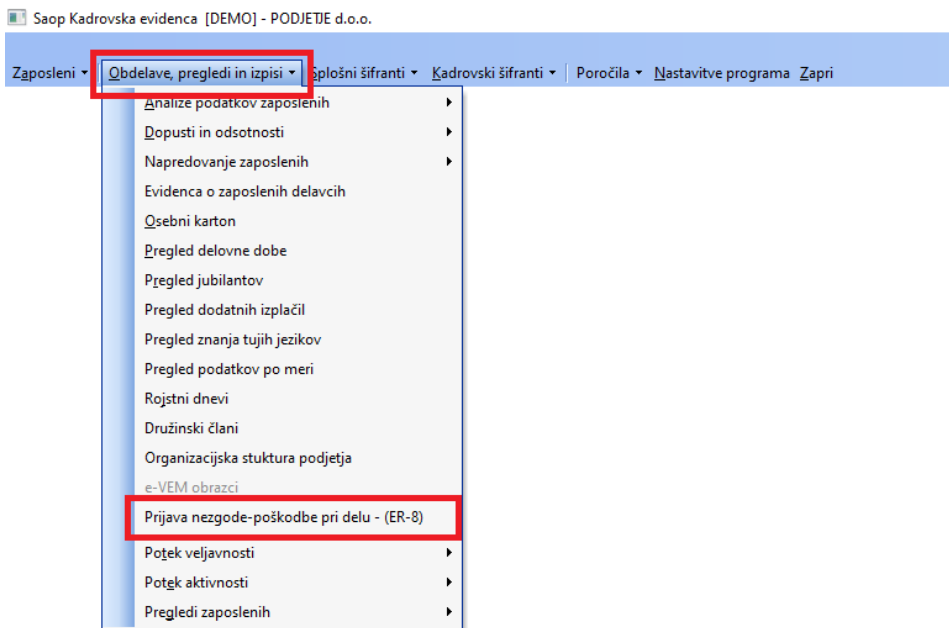 Saop Kadrovska evidenca [DEMO] - PODJETJE d.o.o.
Zaposleni Obdelave, pregledi in izpisi Splošni šifranti Kadrovski šifranti Poročila Nastavitve programa Zapri
Analize podatkov zaposlenih
Dopusti in odsotnosti
Napredovanje zaposlenih
Evidenca o zaposlenih delavcih
Osebni karton
Pregled delovne dobe
Pregled jubilantov
Pregled dodatnih izplačil
Pregled znanja tujih jezikov
Pregled podatkov po meri
Rojstni dnevi
Družinski člani
Organizacijska stuktura podjetja
e-VEM obrazci
Prijava nezgode-poškodbe pri delu - (ER-8)
Potek veljavnosti
Potek aktivnosti
Pregledi zaposlenih